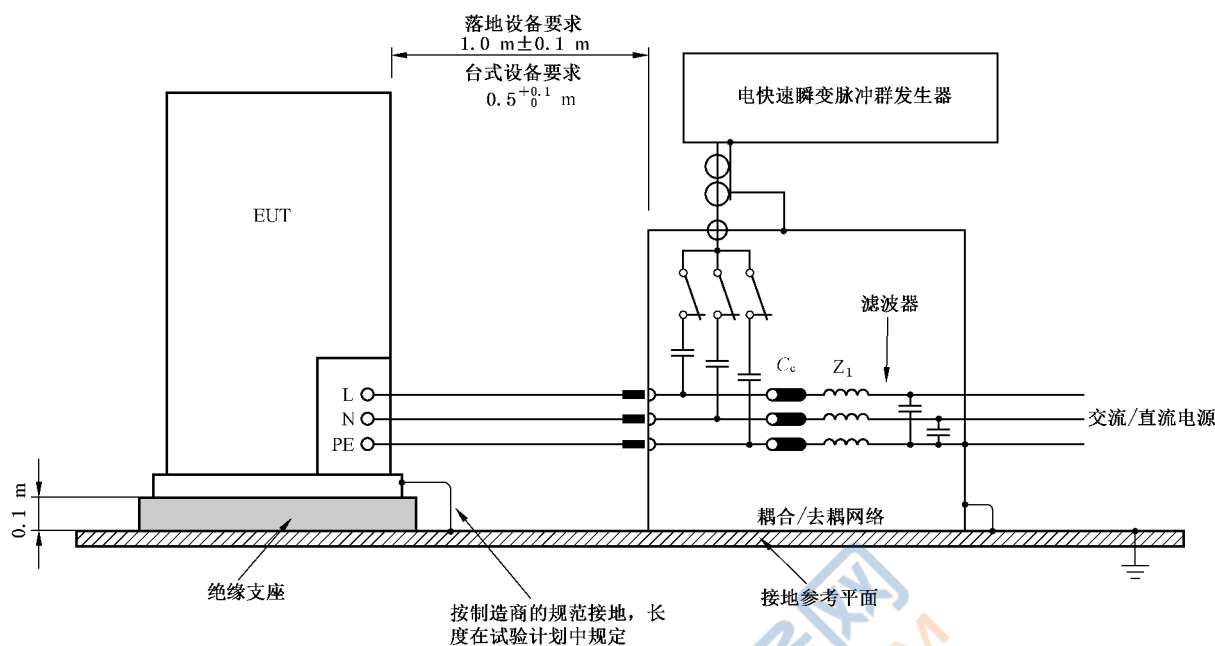 落地设备要求
1.0 m±0.1 m
台式设备要求
0.5 +0.1 0 m
电快速瞬变脉冲群发生器
EUT
滤波器
Cc
Z1
L
N
PE
交流/直流电源
0.1 m
耦合/去耦网络
绝缘支座
按制造商的规范接地，长
度在试验计划中规定
接地参考平面